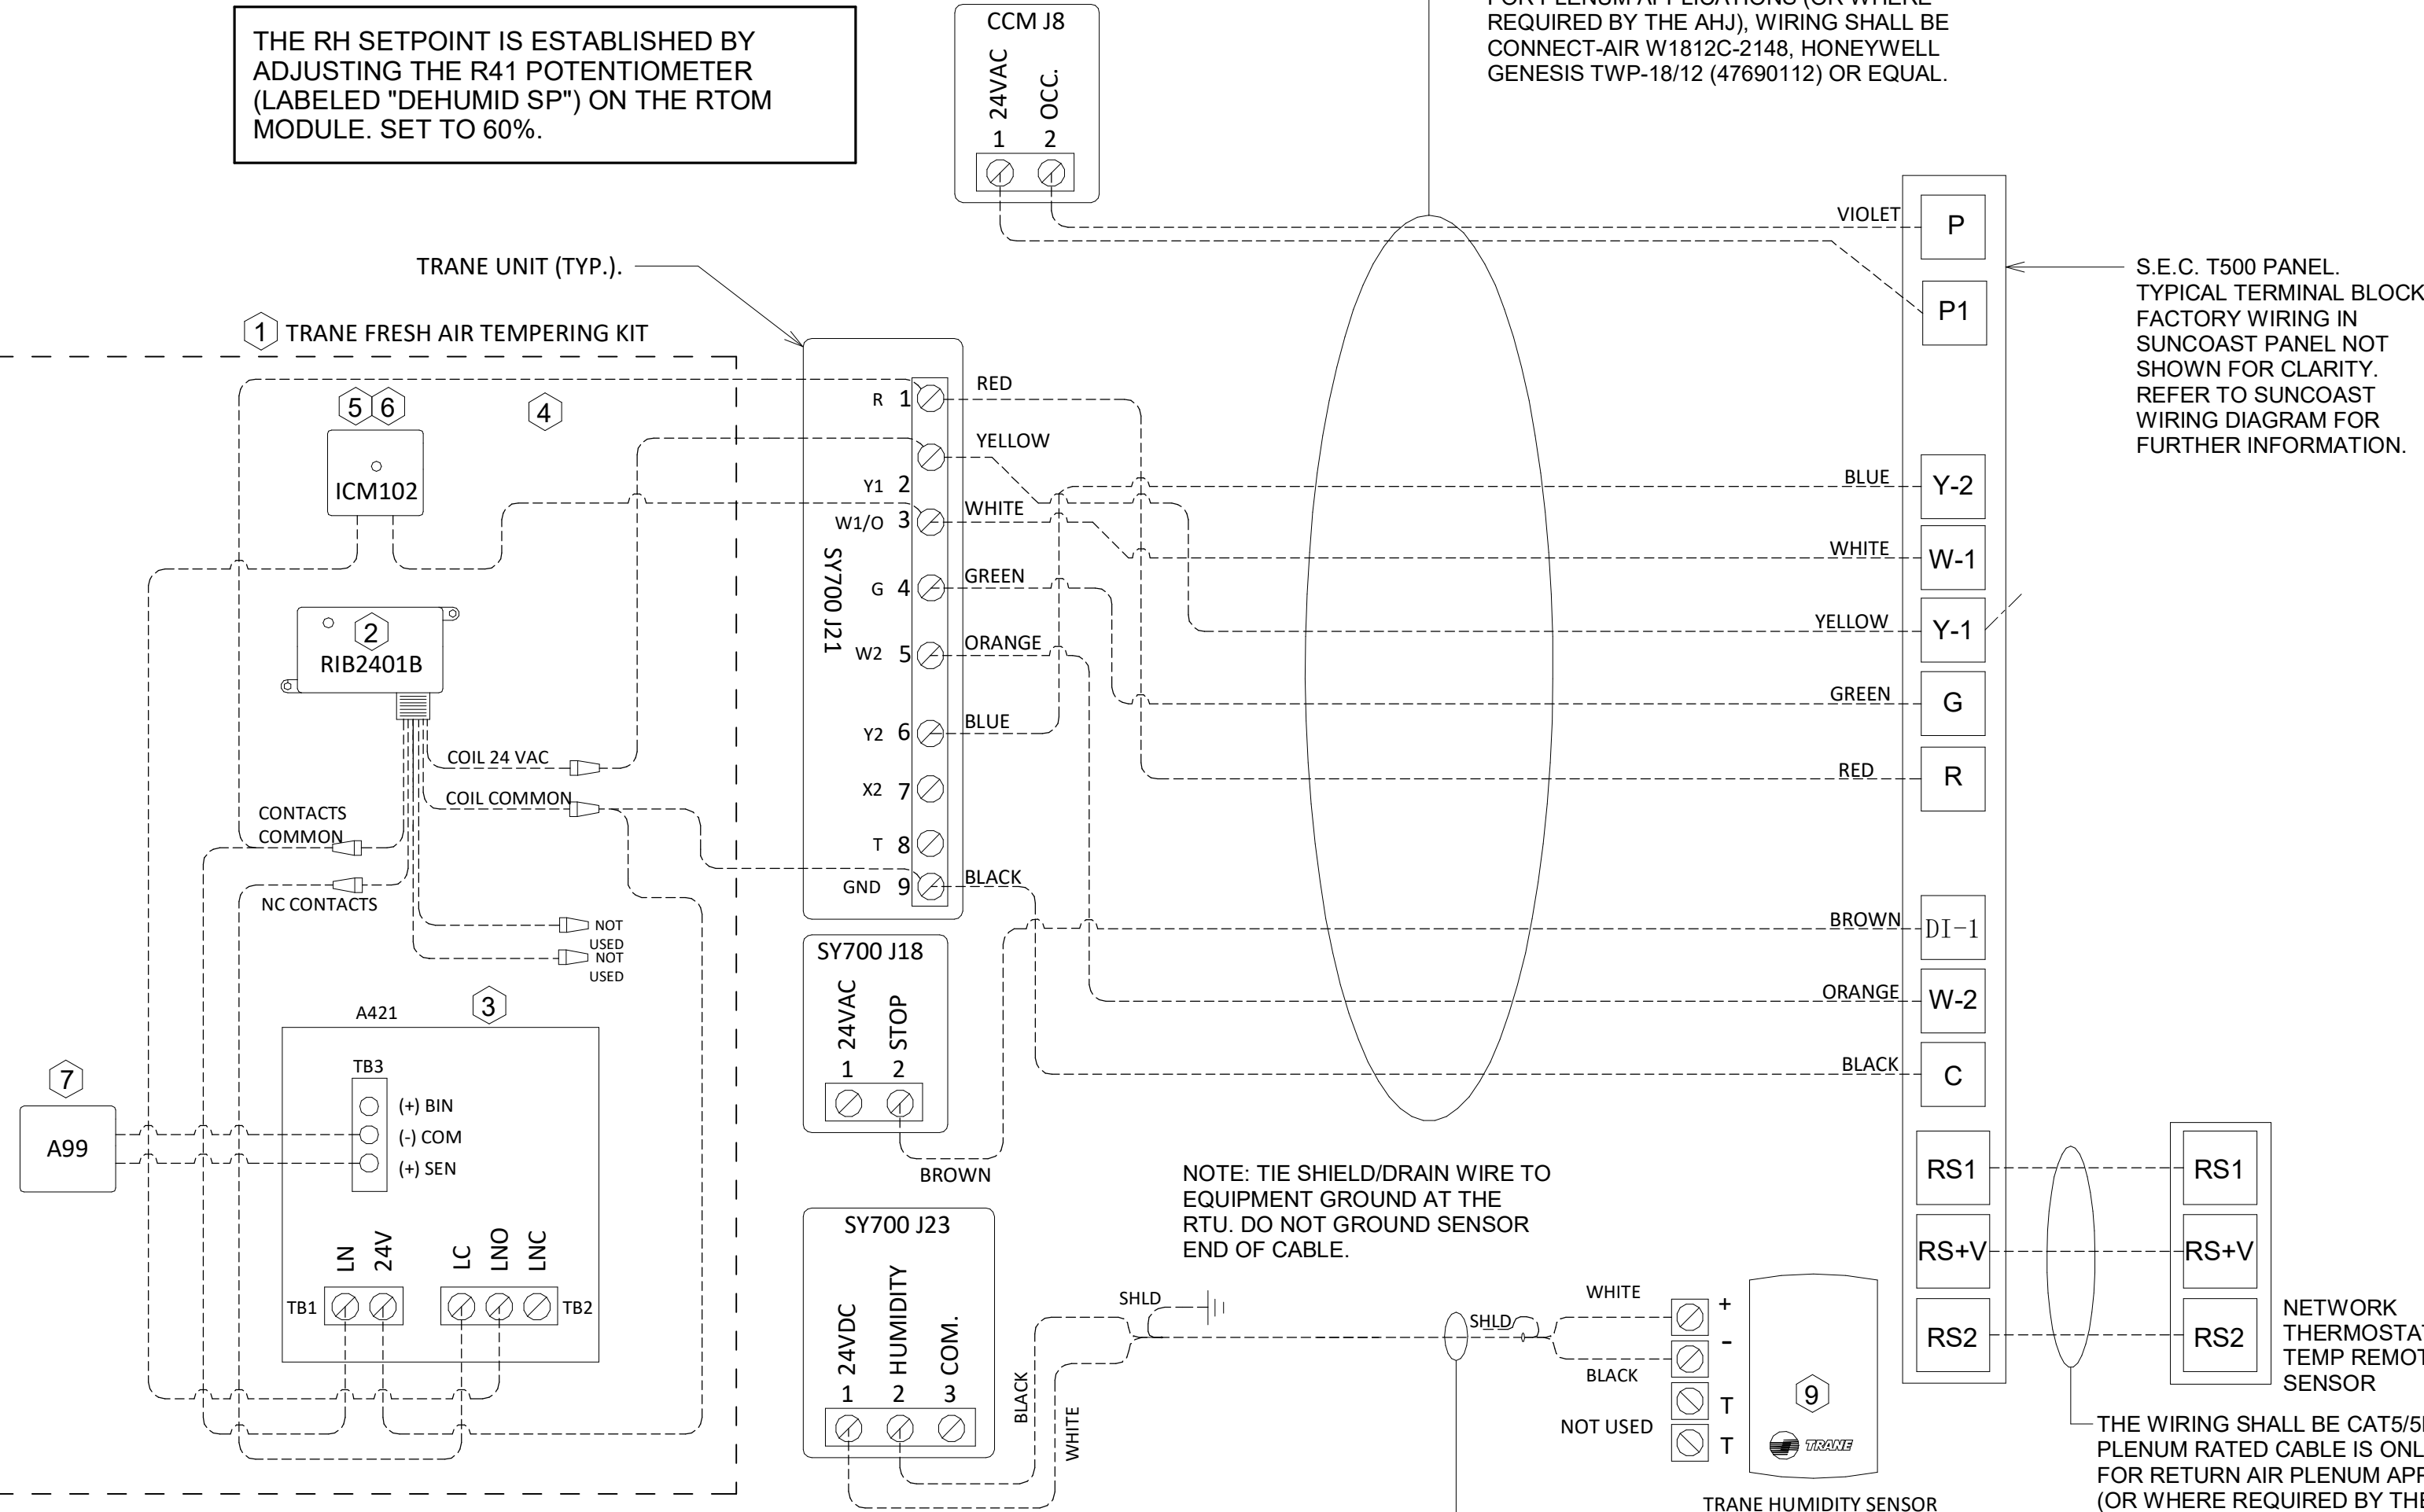 THE RH SETPOINT IS ESTABLISHED BY
ADJUSTING THE R41 POTENTIOMETER
(LABELED "DEHUMID SP") ON THE RTOM
MODULE. SET TO 60%.
CCM J8
24VAC
OCC.
1
2
FOR PLENUM APPLICATIONS (OR WHERE
REQUIRED BY THE AHJ), WIRING SHALL BE
CONNECT-AIR W1812C-2148, HONEYWELL
GENESIS TWP-18/12 (47690112) OR EQUAL.
TRANE UNIT (TYP.).
1 TRANE FRESH AIR TEMPERING KIT
5 6
4
ICM102
2
RIB2401B
COIL 24 VAC
COIL COMMON
CONTACTS
COMMON
NC CONTACTS
NOT
USED
NOT
USED
3
A421
7
A99
TB3
(+) BIN
(-) COM
(+) SEN
LN
24V
LC
LNO
LNC
TB1
TB2
SY700 J21
R 1
Y1 2
W1/O 3
G 4
W2 5
Y2 6
X2 7
T 8
GND 9
RED
YELLOW
WHITE
GREEN
ORANGE
BLUE
BLACK
SY700 J18
24VAC
STOP
1
2
BROWN
SY700 J23
24VDC
HUMIDITY
COM.
1
2
3
BLACK
WHITE
NOTE: TIE SHIELD/DRAIN WIRE TO
EQUIPMENT GROUND AT THE
RTU. DO NOT GROUND SENSOR
END OF CABLE.
SHLD
SHLD
WHITE
BLACK
NOT USED
+
-
T
T
9
TRANE
TRANE HUMIDITY SENSOR
VIOLET
BLUE
WHITE
YELLOW
GREEN
RED
BROWN
ORANGE
BLACK
P
P1
Y-2
W-1
Y-1
G
R
DI-1
W-2
C
RS1
RS+V
RS2
S.E.C. T500 PANEL.
TYPICAL TERMINAL BLOCK
FACTORY WIRING IN
SUNCOAST PANEL NOT
SHOWN FOR CLARITY.
REFER TO SUNCOAST
WIRING DIAGRAM FOR
FURTHER INFORMATION.
RS1
RS+V
RS2
NETWORK
THERMOSTAT
TEMP REMOT
SENSOR
THE WIRING SHALL BE CAT5/5
PLENUM RATED CABLE IS ONL
FOR RETURN AIR PLENUM APP
(OR WHERE REQUIRED BY THE